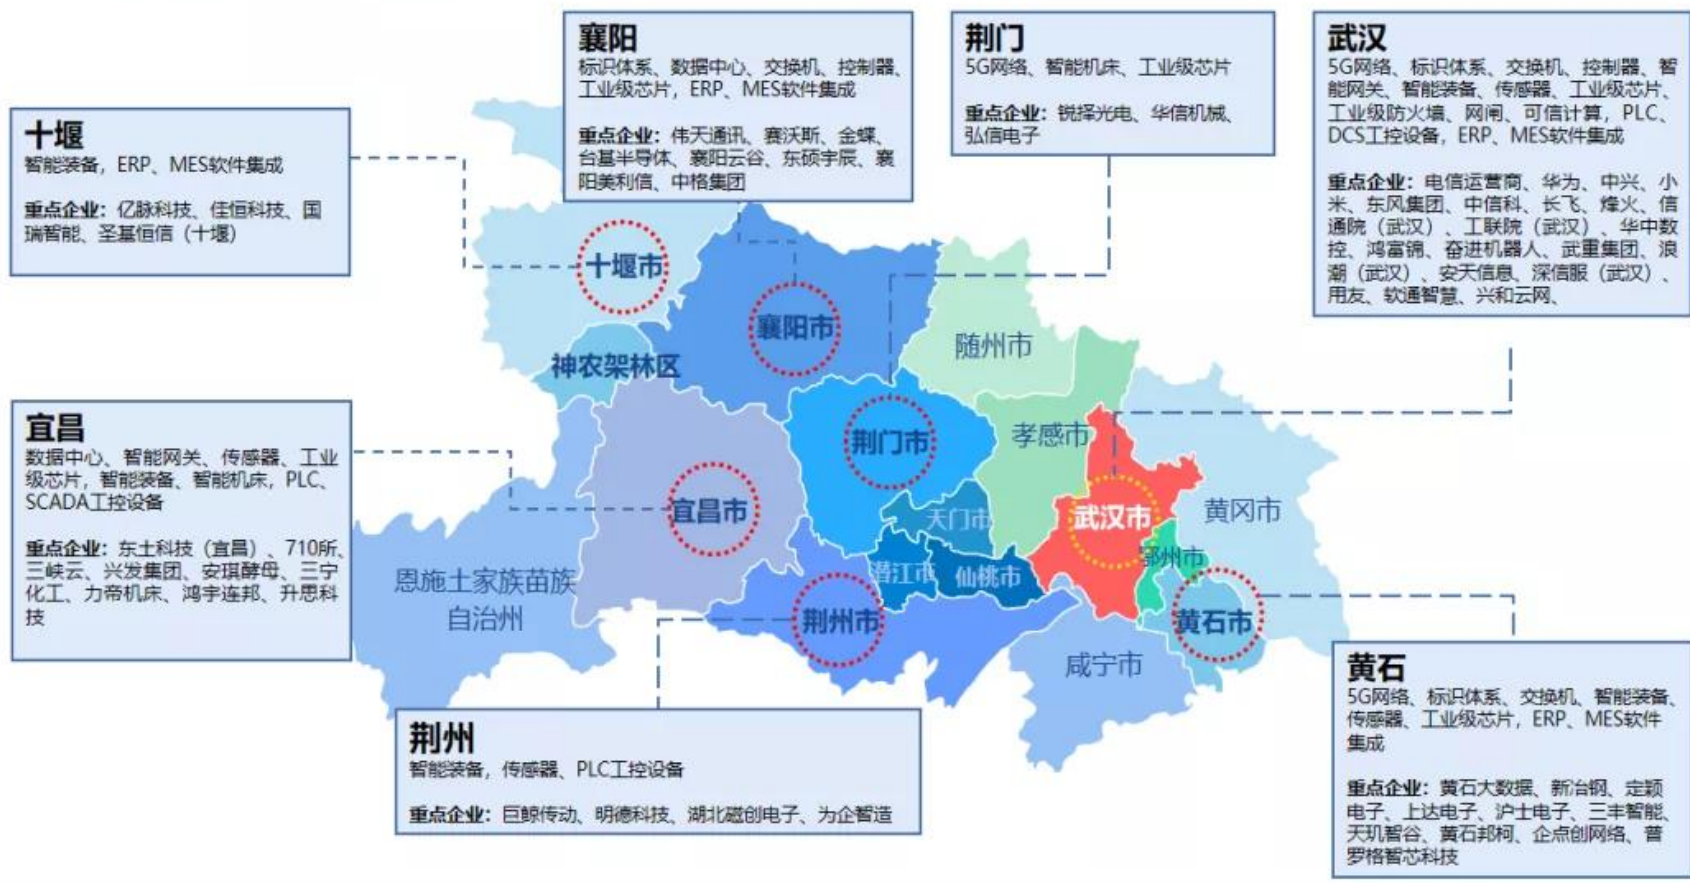 襄阳
标识体系、数据中心、交换机、控制器、
工业级芯片，ERP、MES软件集成
重点企业：伟天通讯、赛沃斯、金蝶、
台基半导体、襄阳云谷、东硕宇辰、襄
阳美利信、中格集团
荆门
5G网络、智能机床、工业级芯片
重点企业：锐择光电、华信机械、
弘信电子
武汉
5G网络、标识体系、交换机、控制器、智
能网关、智能装备、传感器、工业级芯片、
工业级防火墙、网闸、可信计算，PLC、
DCS工控设备，ERP、MES软件集成
重点企业：电信运营商、华为、中兴、小
米、东风集团、中信科、长飞、烽火、信
通院（武汉）、工联院（武汉）、华中数
控、鸿富锦、奋进机器人、武重集团、浪
潮（武汉）、安天信息、深信服（武汉）、
用友、软通智慧、兴和云网、
十堰
智能装备，ERP、MES软件集成
重点企业：亿脉科技、佳恒科技、国
瑞智能、圣基恒信（十堰）
十堰市
襄阳市
随州市
神农架林区
宜昌
数据中心、智能网关、传感器、工业
级芯片，智能装备、智能机床，PLC、
SCADA工控设备
重点企业：东土科技（宜昌）、710所、
三峡云、兴发集团、安琪酵母、三宁
化工、力帝机床、鸿宇连邦、升思科
技
荆门市
孝感市
宜昌市
天门市
武汉市
黄冈市
鄂州市
恩施土家族苗族
自治州
潜江市
仙桃市
荆州市
黄石市
咸宁市
荆州
智能装备，传感器、PLC工控设备
重点企业：巨鲸传动、明德科技、湖北磁创电子、为企智造
黄石
5G网络、标识体系、交换机、智能装备、
传感器、工业级芯片，ERP、MES软件
集成
重点企业：黄石大数据、新冶钢、定颖
电子、上达电子、沪士电子、三丰智能、
天玑智谷、黄石邦柯、企点创网络、普
罗格智芯科技